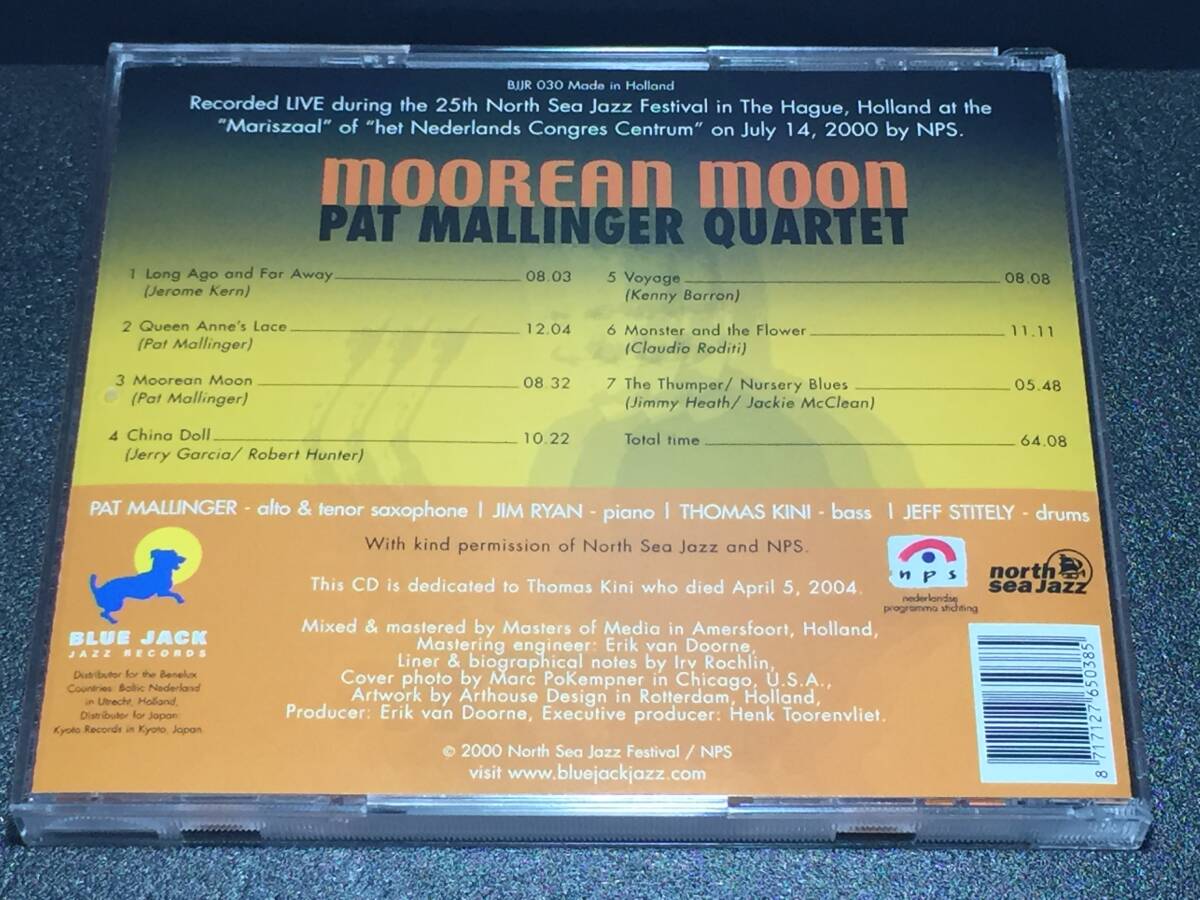 BJJR 030 Made in Holland
Recorded LIVE during the 25th North Sea Jazz Festival in The Hague, Holland at the
"Mariszaal" of "het Nederlands Congres Centrum" on July 14, 2000 by NPS.
MOOREAN MOON
PAT MALLINGER QUARTET
1 Long Ago and Far Away 08.03
(Jerome Kern)
2 Queen Anne's Lace 12.04
(Pat Mallinger)
3 Moorean Moon 08.32
(Pat Mallinger)
4 China Doll 10.22
(Jerry Garcia/ Robert Hunter)
5 Voyage 08.08
(Kenny Barron)
6 Monster and the Flower 11.11
(Claudio Roditi)
7 The Thumper/ Nursery Blues 05.48
(Jimmy Heath/ Jackie McClean)
Total time 64.08
PAT MALLINGER - alto & tenor saxophone | JIM RYAN - piano | THOMAS KINI - bass | JEFF STITELY - drums
With kind permission of North Sea Jazz and NPS.
This CD is dedicated to Thomas Kini who died April 5, 2004.
Mixed & mastered by Masters of Media in Amersfoort, Holland,
Mastering engineer: Erik van Doorne,
Liner & biographical notes by Irv Rochlin,
Cover photo by Marc PoKempner in Chicago, U.S.A.,
Artwork by Arthouse Design in Rotterdam, Holland,
Producer: Erik van Doorne, Executive producer: Henk Toorenvliet.
© 2000 North Sea Jazz Festival / NPS
visit www.bluejackjazz.com
BLUE JACK
JAZZ RECORDS
Distributor for the Benelux
Countries: Baltic Nederland
in Utrecht, Holland,
Distributor for Japan:
Kyoto Records in Kyoto, Japan.
nps
nederlandse
programma stichting
north
sea Jazz
8 717127 650385